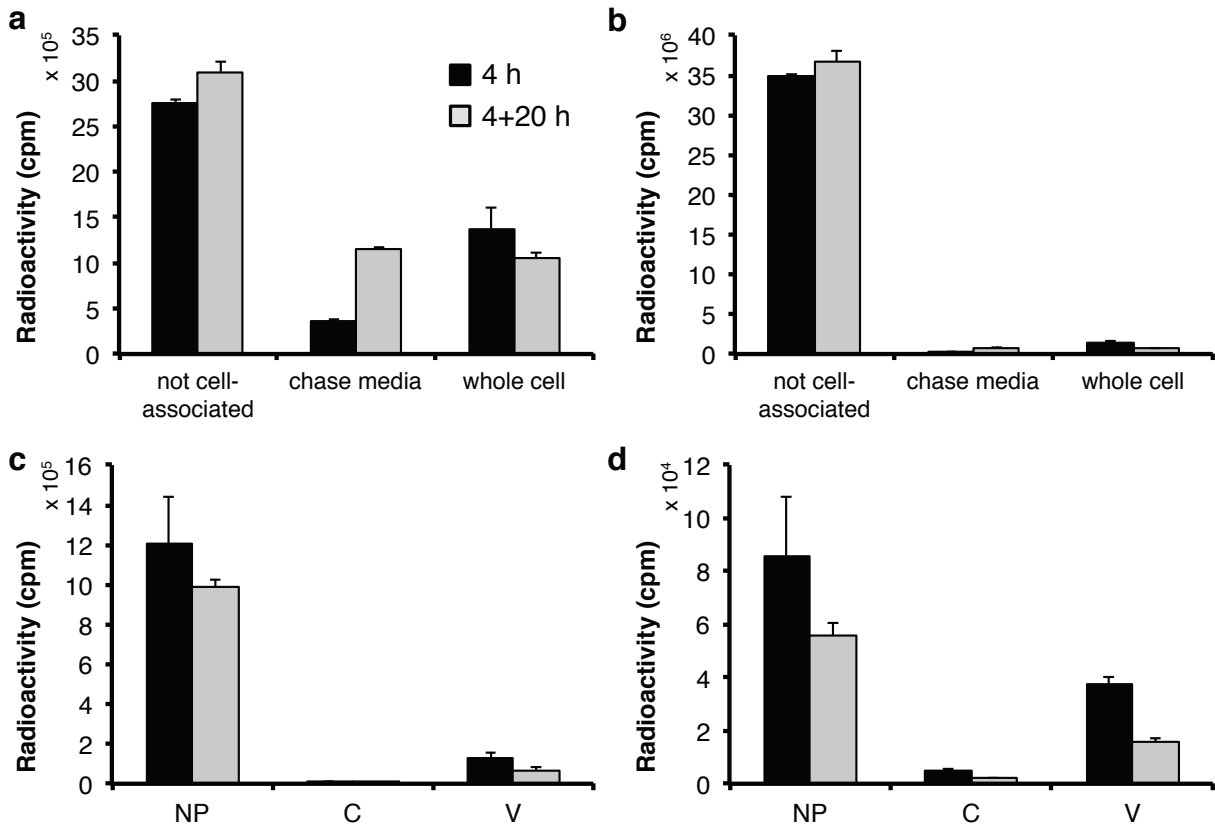 a
x 10⁵
Radioactivity (cpm)
35
30
25
20
15
10
5
0
4 h
4+20 h
not cell-
associated
chase media
whole cell
b
x 10⁶
Radioactivity (cpm)
40
35
30
25
20
15
10
5
0
not cell-
associated
chase media
whole cell
c
x 10⁵
Radioactivity (cpm)
16
14
12
10
8
6
4
2
0
NP
C
V
d
x 10⁴
Radioactivity (cpm)
12
10
8
6
4
2
0
NP
C
V